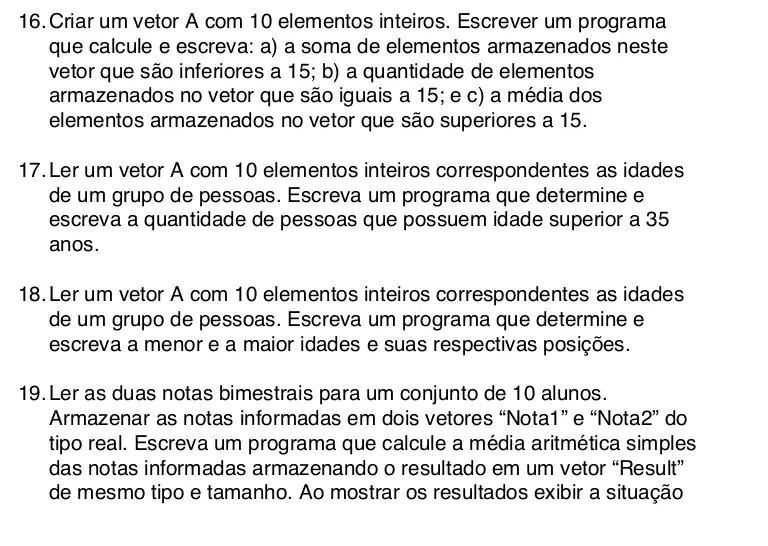 16. Criar um vetor A com 10 elementos inteiros. Escrever um programa
que calcule e escreva: a) a soma de elementos armazenados neste
vetor que são inferiores a 15; b) a quantidade de elementos
armazenados no vetor que são iguais a 15; e c) a média dos
elementos armazenados no vetor que são superiores a 15.
17. Ler um vetor A com 10 elementos inteiros correspondentes as idades
de um grupo de pessoas. Escreva um programa que determine e
escreva a quantidade de pessoas que possuem idade superior a 35
anos.
18. Ler um vetor A com 10 elementos inteiros correspondentes as idades
de um grupo de pessoas. Escreva um programa que determine e
escreva a menor e a maior idades e suas respectivas posições.
19. Ler as duas notas bimestrais para um conjunto de 10 alunos.
Armazenar as notas informadas em dois vetores “Nota1” e “Nota2” do
tipo real. Escreva um programa que calcule a média aritmética simples
das notas informadas armazenando o resultado em um vetor “Result”
de mesmo tipo e tamanho. Ao mostrar os resultados exibir a situação